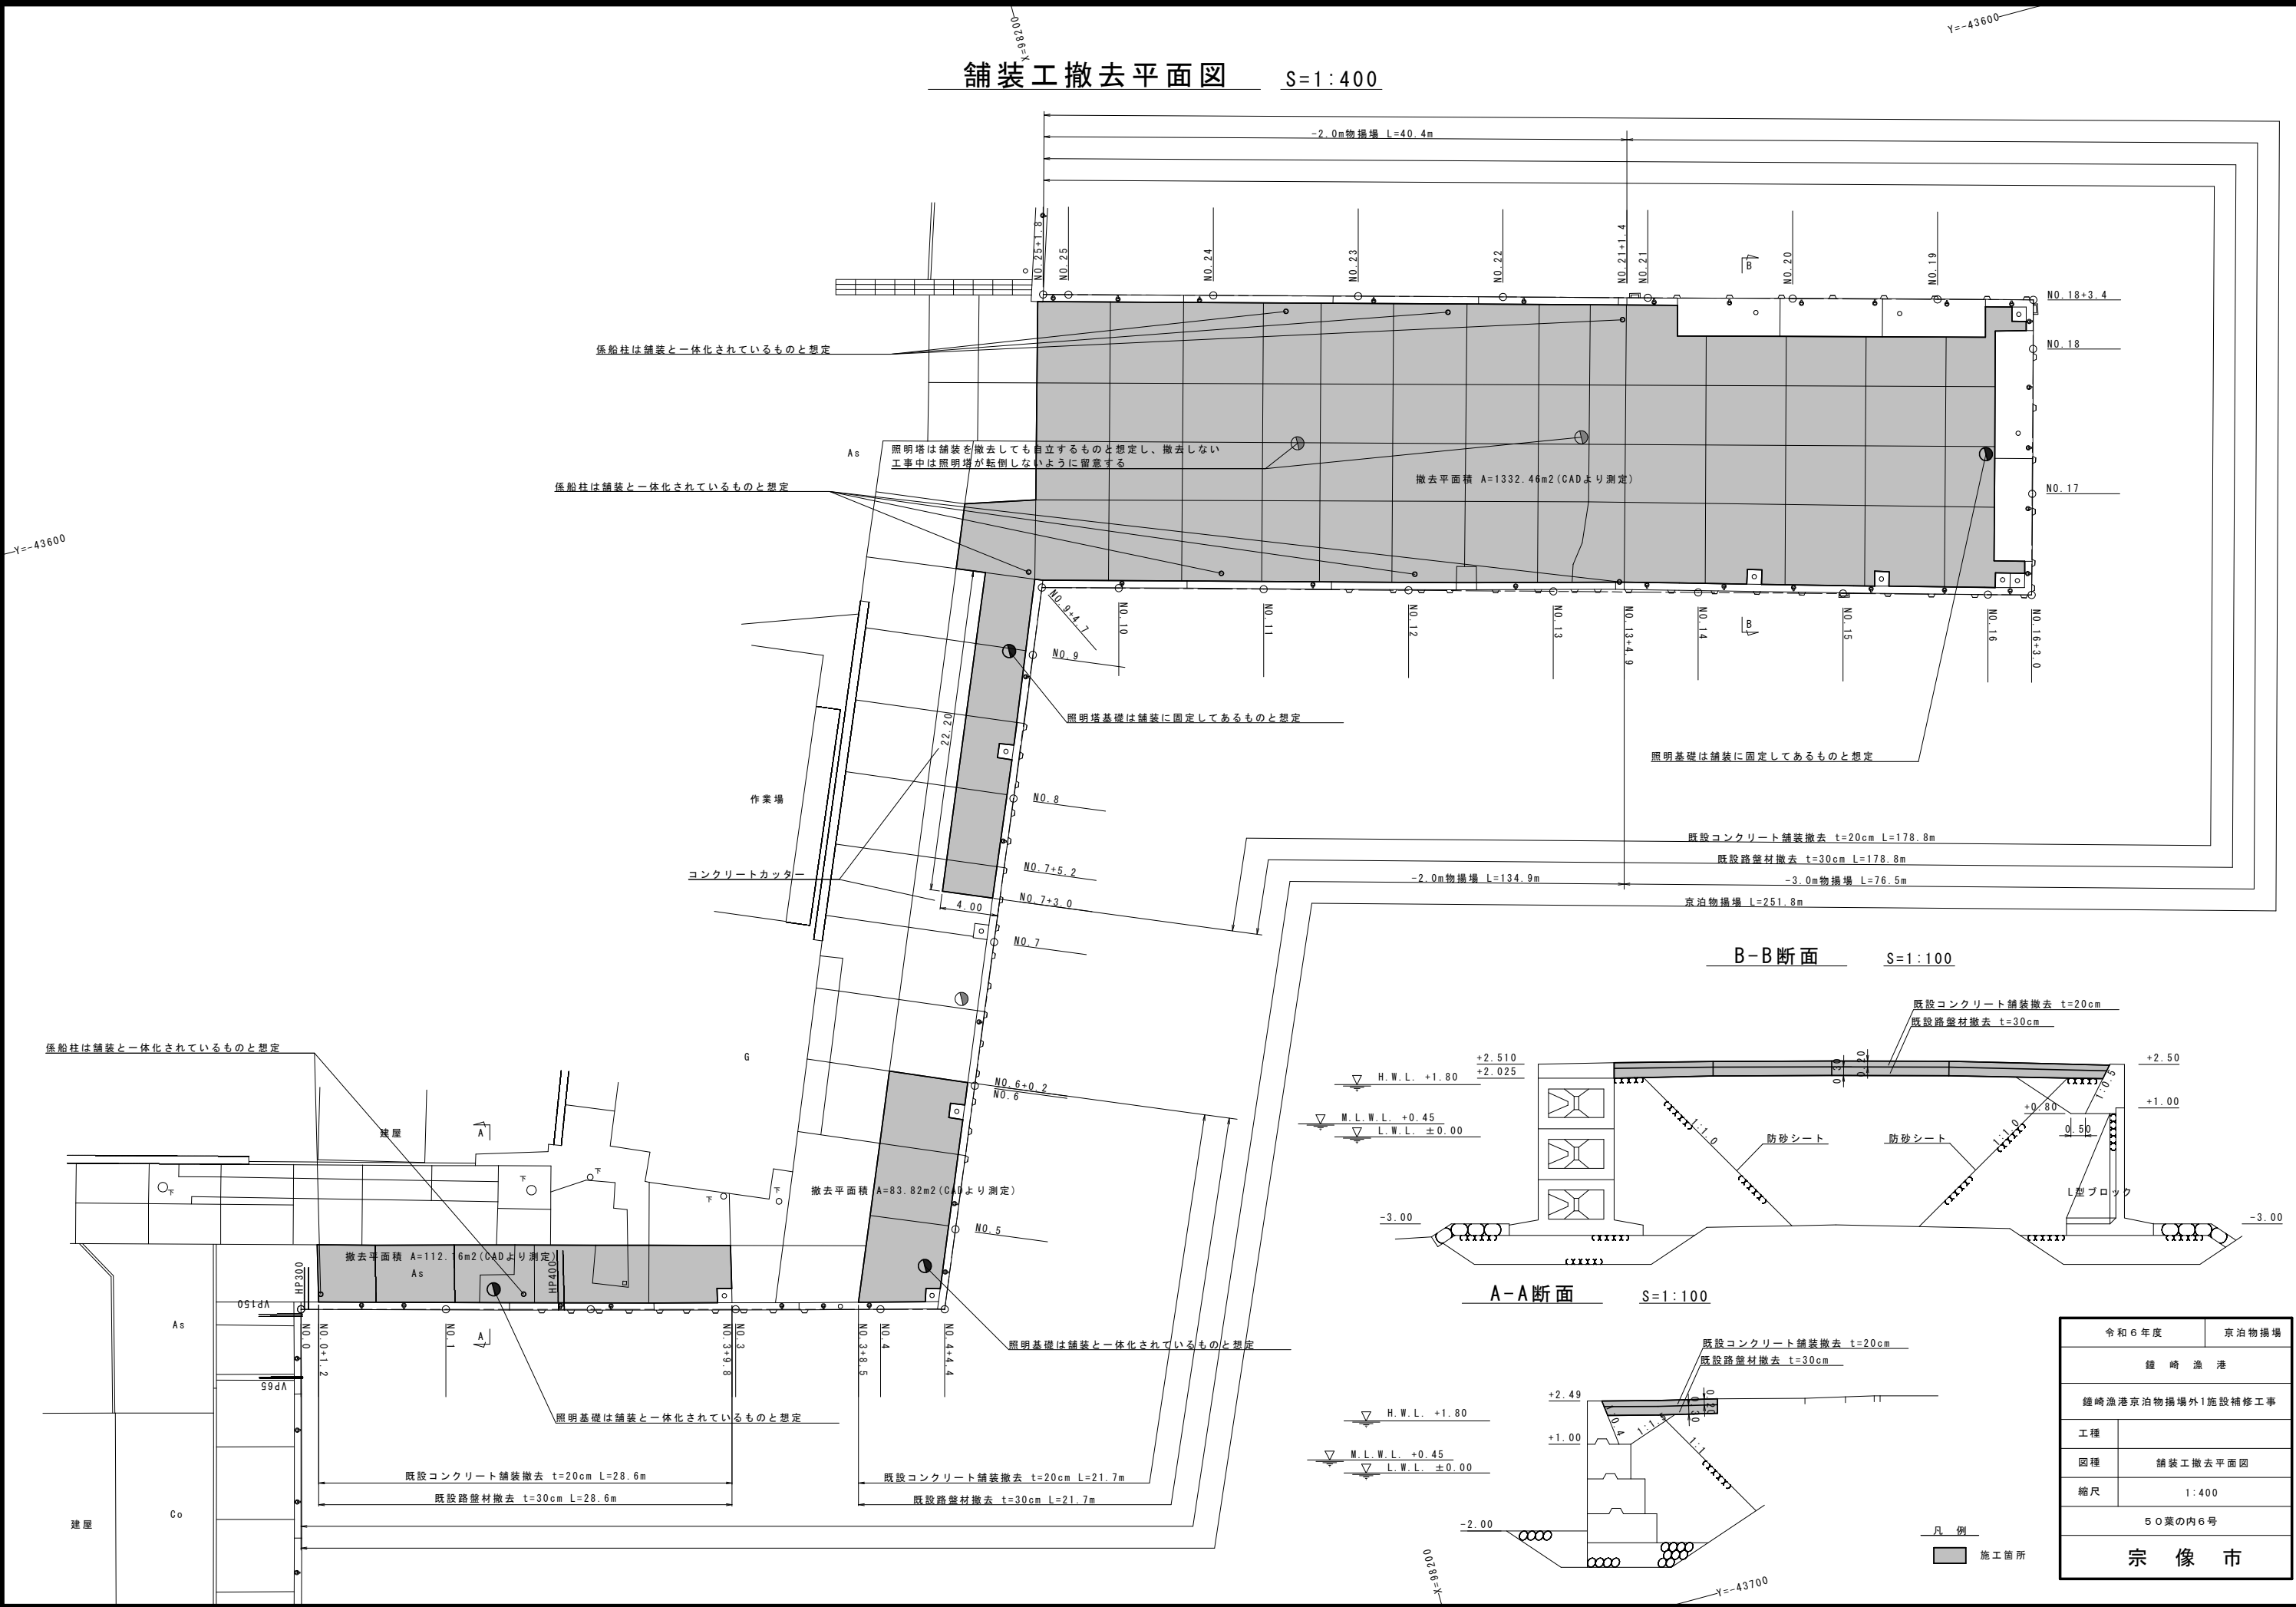 X=68200
Y=-43600
舗装工撤去平面図 S=1:400
-2.0m物揚場 L=40.4m
NO.25+1.8
NO.25
NO.24
NO.23
NO.22
NO.21+1.4
NO.21
B
NO.20
NO.19
NO.18+3.4
NO.18
NO.17
係船柱は舗装と一体化されているものと想定
As
照明塔は舗装を撤去しても自立するものと想定し、撤去しない
工事中は照明塔が転倒しないように留意する
撤去平面積 A=1332.46m2(CADより測定)
係船柱は舗装と一体化されているものと想定
Y=-43600
NO.9+4.7
NO.10
NO.11
NO.12
NO.13
NO.13+4.9
NO.14
B
NO.15
NO.16
NO.16+3.0
NO.9
22.20
照明塔基礎は舗装に固定してあるものと想定
照明基礎は舗装に固定してあるものと想定
作業場
NO.8
既設コンクリート舗装撤去 t=20cm L=178.8m
既設路盤材撤去 t=30cm L=178.8m
コンクリートカッター
NO.7+5.2
-2.0m物揚場 L=134.9m
-3.0m物揚場 L=76.5m
4.00
NO.7+3.0
京泊物揚場 L=251.8m
NO.7
B-B断面 S=1:100
既設コンクリート舗装撤去 t=20cm
既設路盤材撤去 t=30cm
係船柱は舗装と一体化されているものと想定
G
+2.510
+2.025
0.30
0.20
+2.50
H.W.L. +1.80
1:0.5
NO.6+0.2
NO.6
+0.80
+1.00
M.L.W.L. +0.45
L.W.L. ±0.00
0.50
1:1.0
1:1.0
防砂シート
防砂シート
建屋
A
下
下
下
下
撤去平面積 A=83.82m2(CADより測定)
L型ブロック
-3.00
-3.00
NO.5
撤去平面積 A=112.16m2(CADより測定)
As
HP300
HP400
VP150
A-A断面 S=1:100
As
NO.0
NO.0+1.2
NO.1
A
NO.3+9.8
NO.3
NO.3+8.5
NO.4
NO.4+4.4
照明基礎は舗装と一体化されているものと想定
既設コンクリート舗装撤去 t=20cm
既設路盤材撤去 t=30cm
VP65
+2.49
0.30
0.20
H.W.L. +1.80
1:0.4
+1.00
M.L.W.L. +0.45
L.W.L. ±0.00
照明基礎は舗装と一体化されているものと想定
既設コンクリート舗装撤去 t=20cm L=28.6m
既設路盤材撤去 t=30cm L=28.6m
既設コンクリート舗装撤去 t=20cm L=21.7m
既設路盤材撤去 t=30cm L=21.7m
建屋
Co
-2.00
X=68200
Y=-43700
凡 例
施工箇所
令和6年度 京泊物揚場
鐘崎漁港
鐘崎漁港京泊物揚場外1施設補修工事
工種
図種 舗装工撤去平面図
縮尺 1:400
50葉の内6号
宗像市